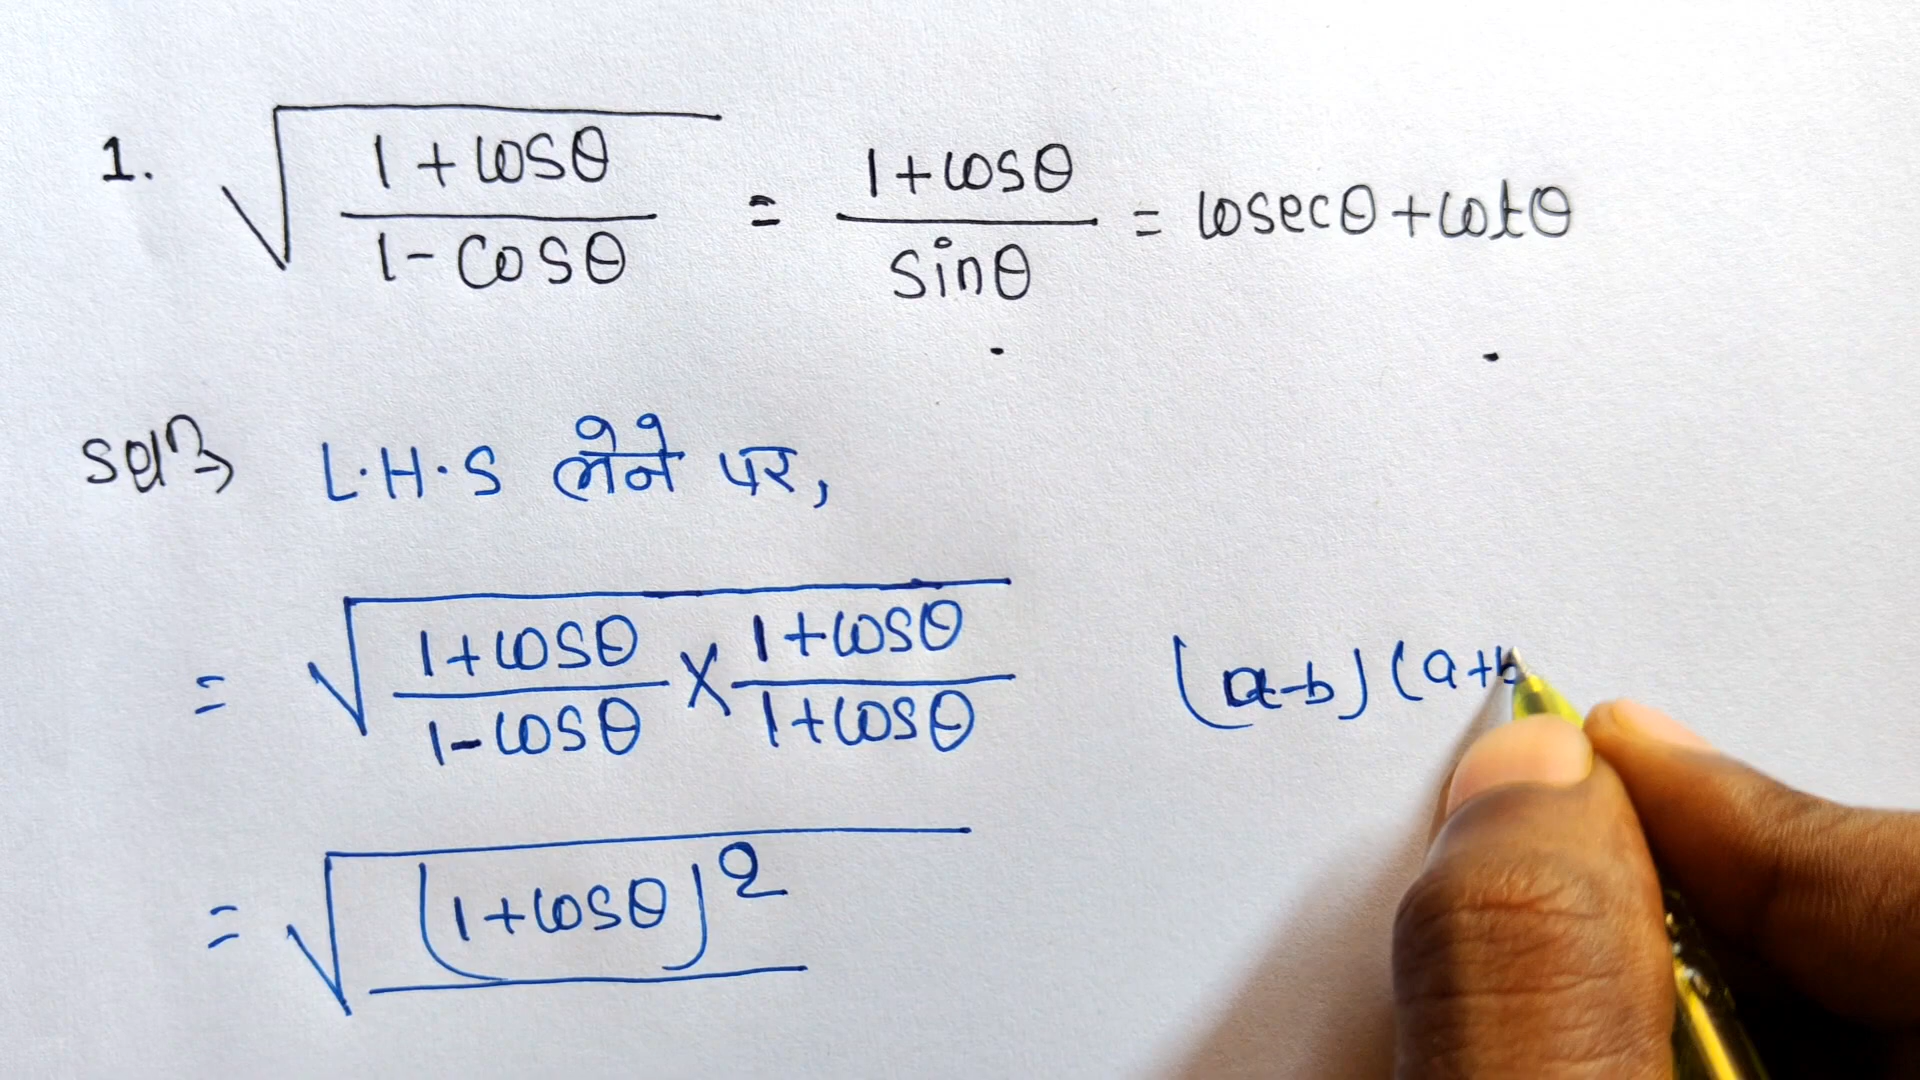 1. √((1+cosθ)/(1-cosθ)) = (1+cosθ)/sinθ = cosecθ+cotθ
Solⁿ→ L.H.S लेने पर,
= √((1+cosθ)/(1-cosθ) × (1+cosθ)/(1+cosθ)) (a-b)(a+b
= √((1+cosθ)²